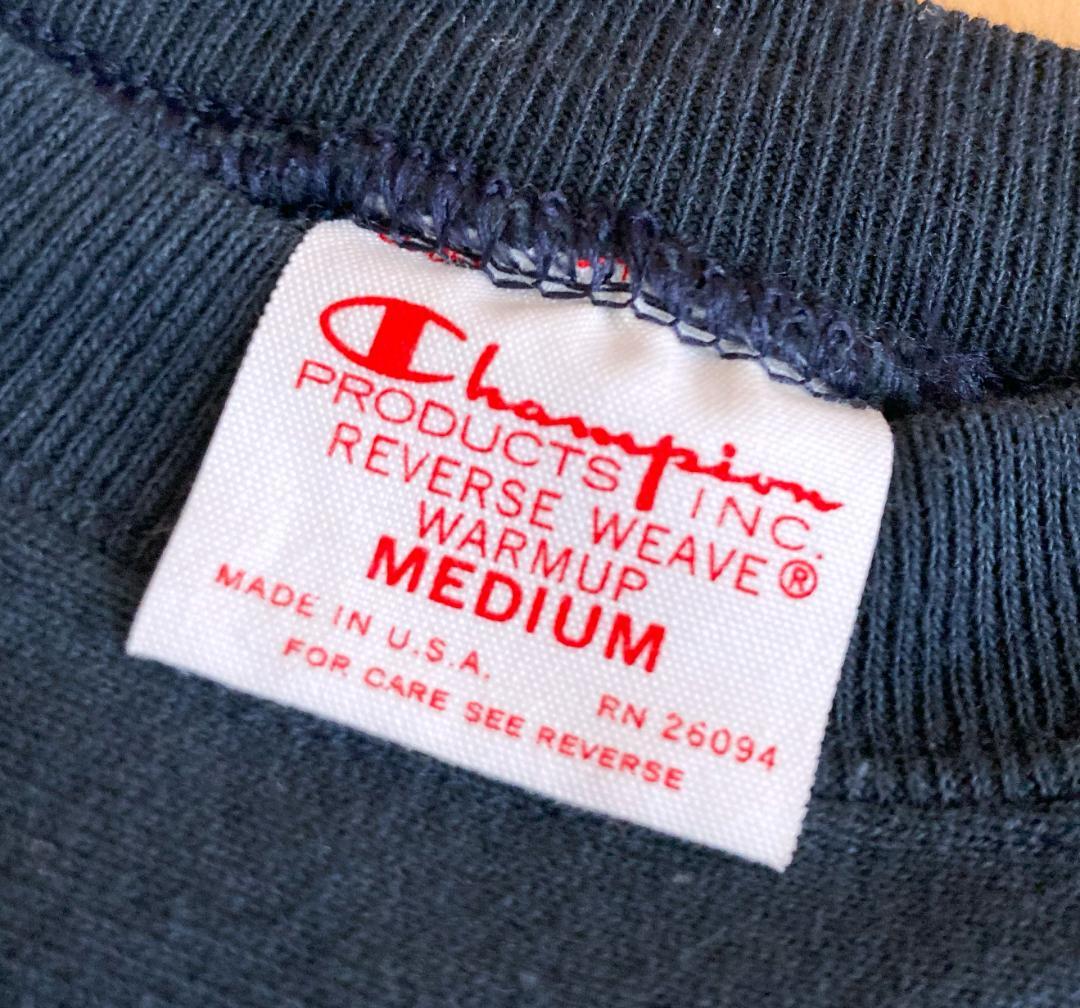 Champion
PRODUCTS INC.
REVERSE WEAVE®
WARMUP
MEDIUM
MADE IN U.S.A.
RN 26094
FOR CARE SEE REVERSE